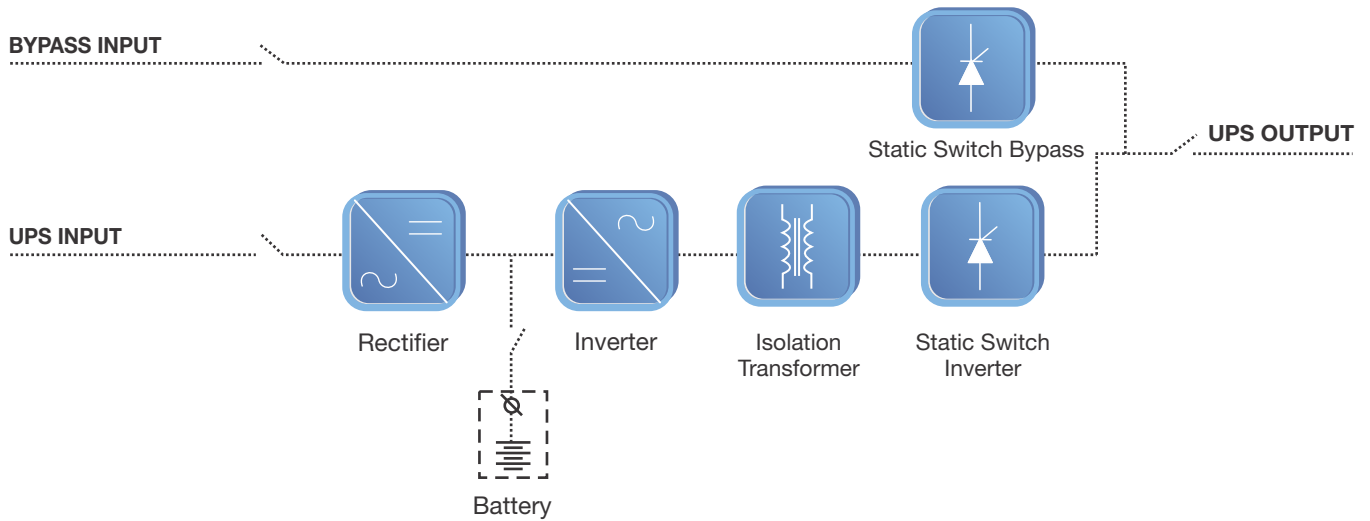 BYPASS INPUT
Static Switch Bypass
UPS OUTPUT
UPS INPUT
Rectifier
Inverter
Isolation
Transformer
Static Switch
Inverter
Battery